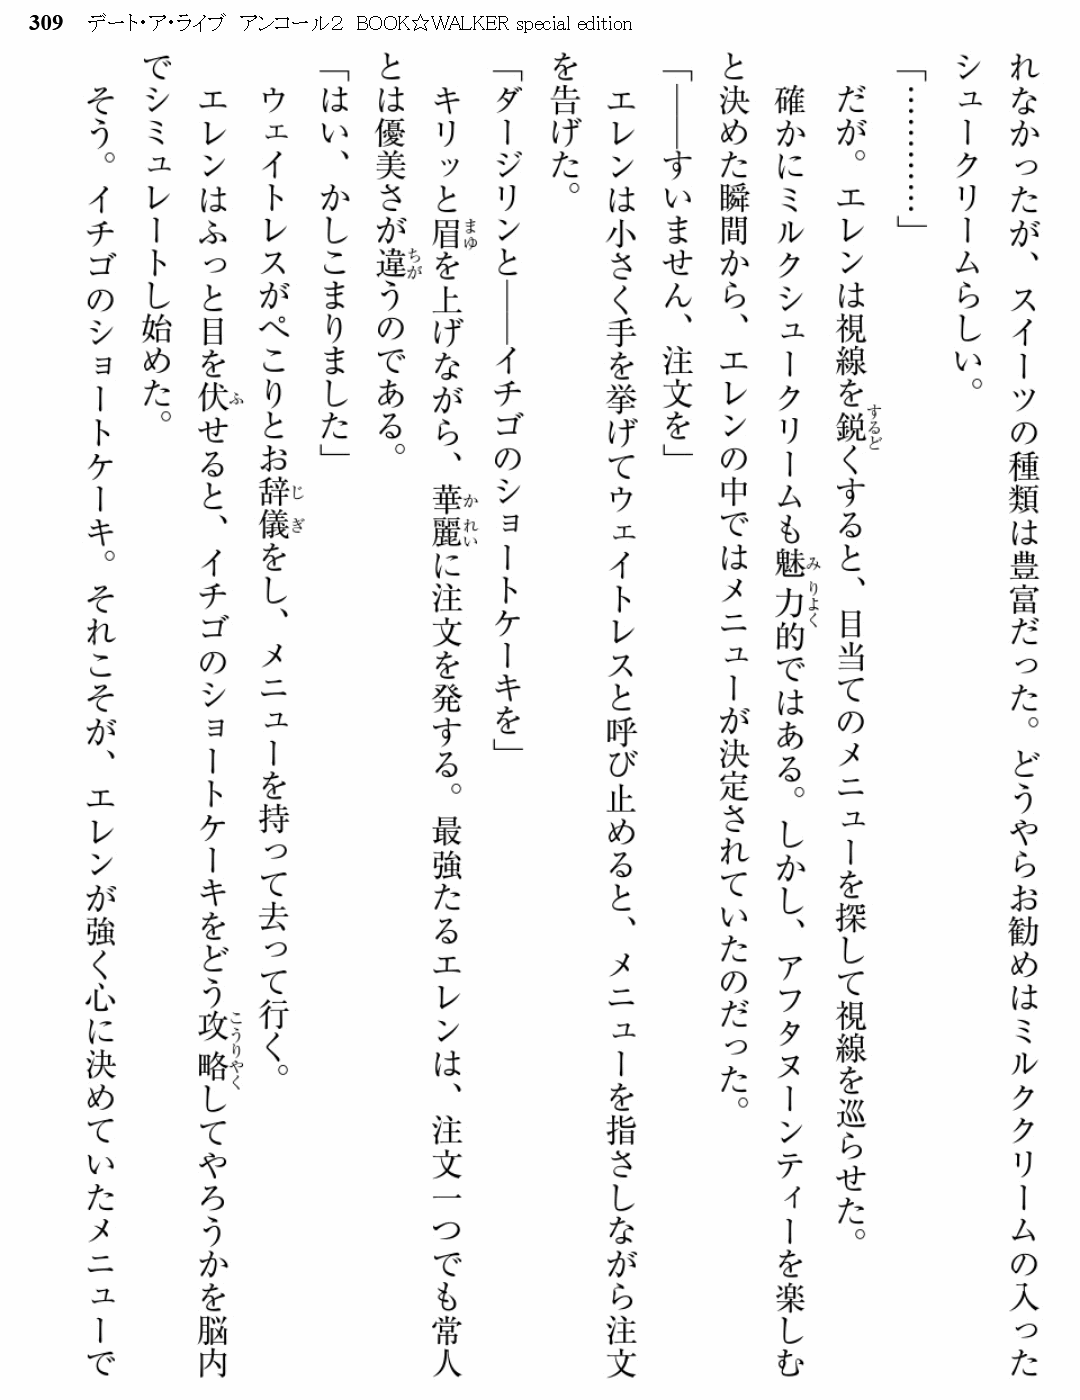 309 デート・ア・ライブ アンコール2 BOOK☆WALKER special edition
れなかったが、スイーツの種類は豊富だった。どうやらお勧めはミルククリームの入った
シュークリームらしい。
「…………」
だが。エレンは視線を鋭くすると、目当てのメニューを探して視線を巡らせた。
確かにミルクシュークリームも魅力的ではある。しかし、アフタヌーンティーを楽しむ
と決めた瞬間から、エレンの中ではメニューが決定されていたのだった。
「――すいません、注文を」
エレンは小さく手を挙げてウェイトレスと呼び止めると、メニューを指さしながら注文
を告げた。
「ダージリンと――イチゴのショートケーキを」
キリッと眉を上げながら、華麗に注文を発する。最強たるエレンは、注文一つでも常人
とは優美さが違うのである。
「はい、かしこまりました」
ウェイトレスがぺこりとお辞儀をし、メニューを持って去って行く。
エレンはふっと目を伏せると、イチゴのショートケーキをどう攻略してやろうかを脳内
でシミュレートし始めた。
そう。イチゴのショートケーキ。それこそが、エレンが強く心に決めていたメニューで